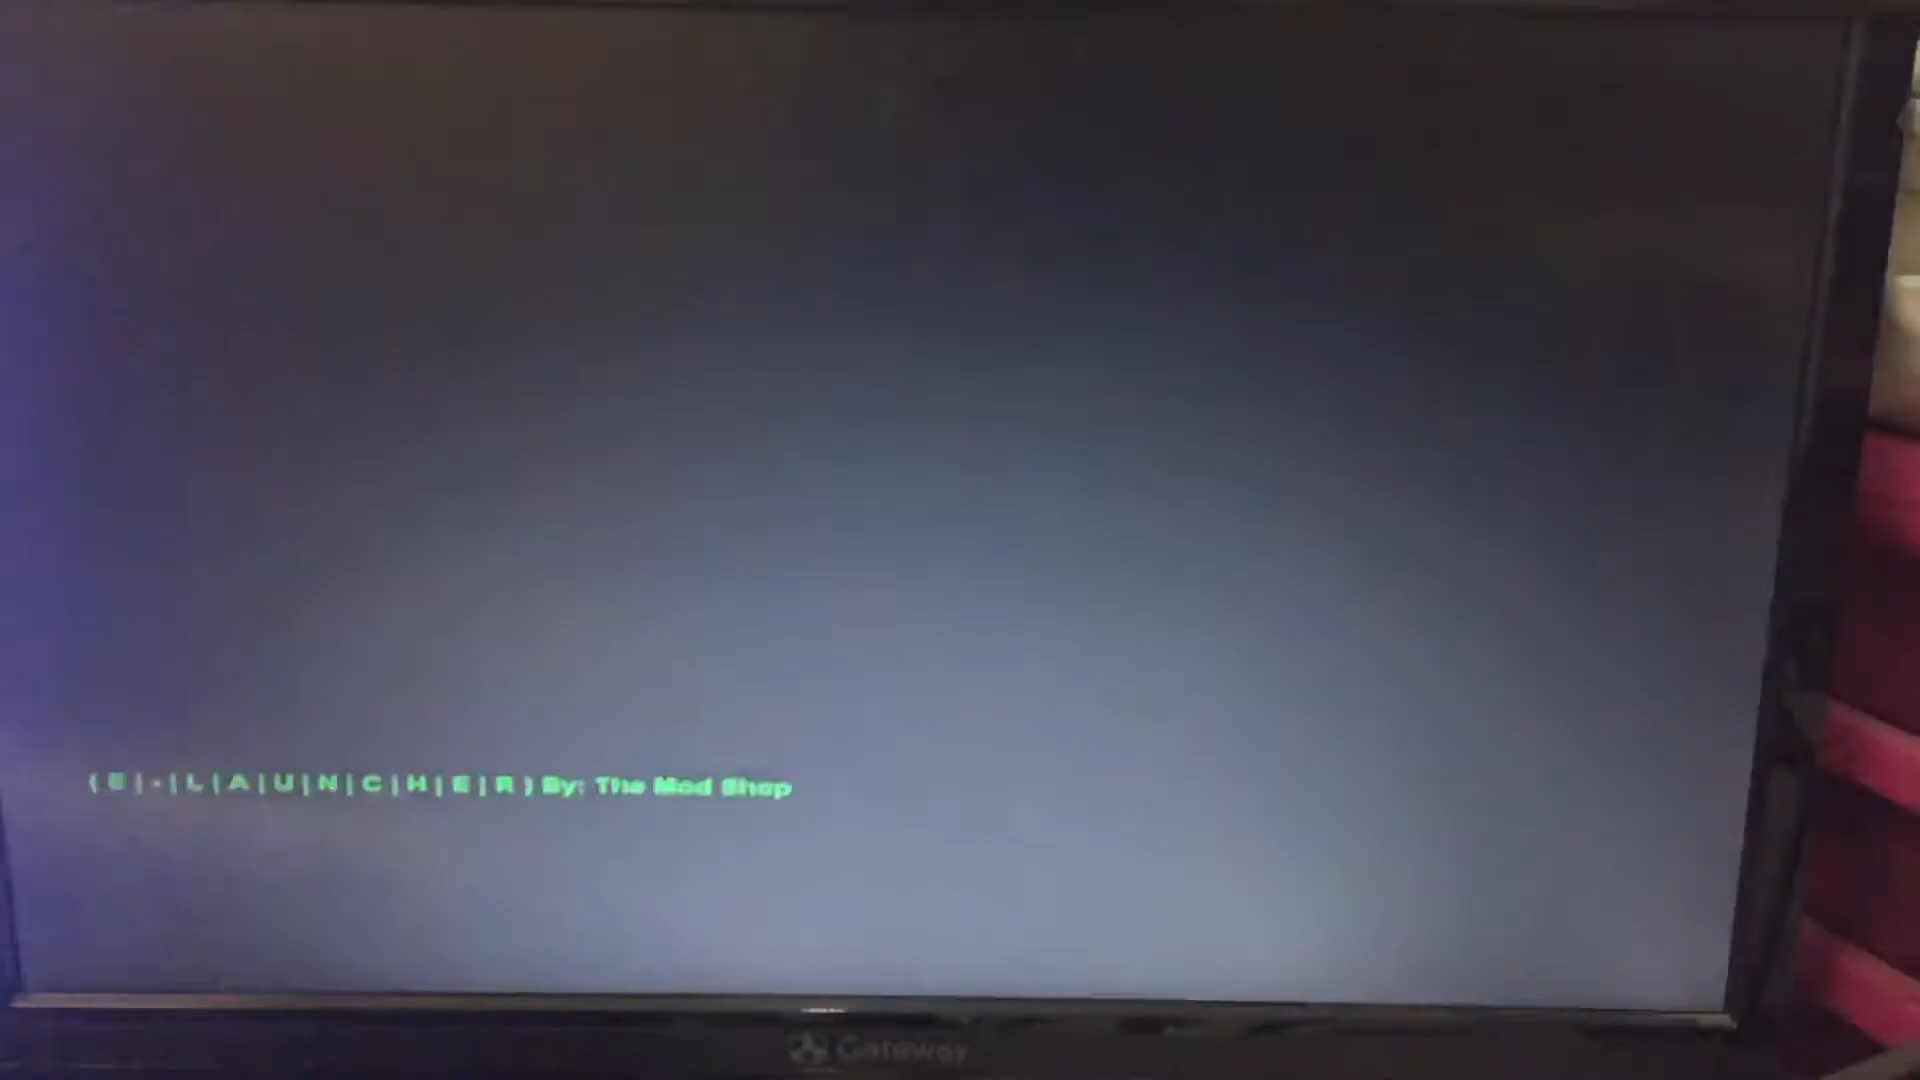 ( E | - | L | A | U | N | C | H | E | R ) By: The Mod Shop
Gateway